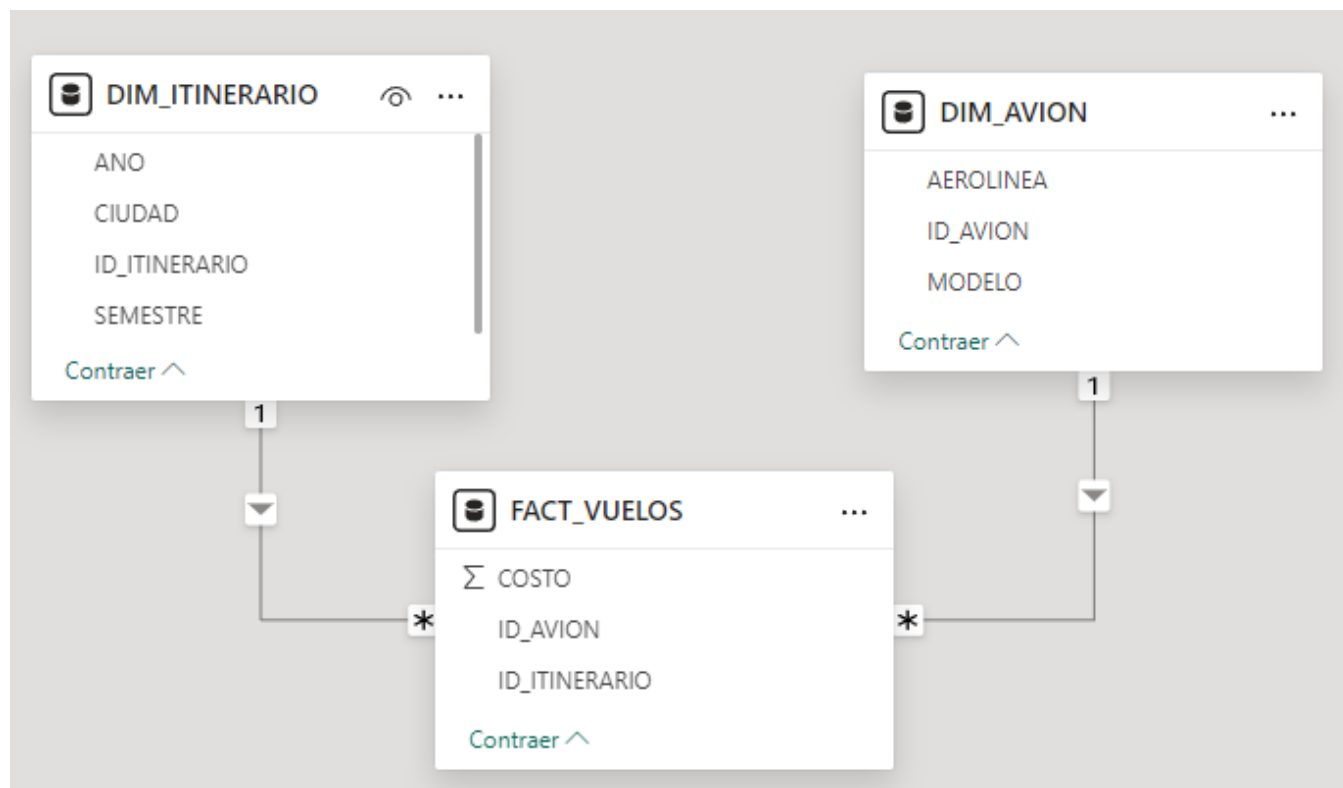 DIM_ITINERARIO
ANO
CIUDAD
ID_ITINERARIO
SEMESTRE
Contraer
1
DIM_AVION
AEROLINEA
ID_AVION
MODELO
Contraer
1
FACT_VUELOS
Σ COSTO
ID_AVION
ID_ITINERARIO
Contraer
*
*